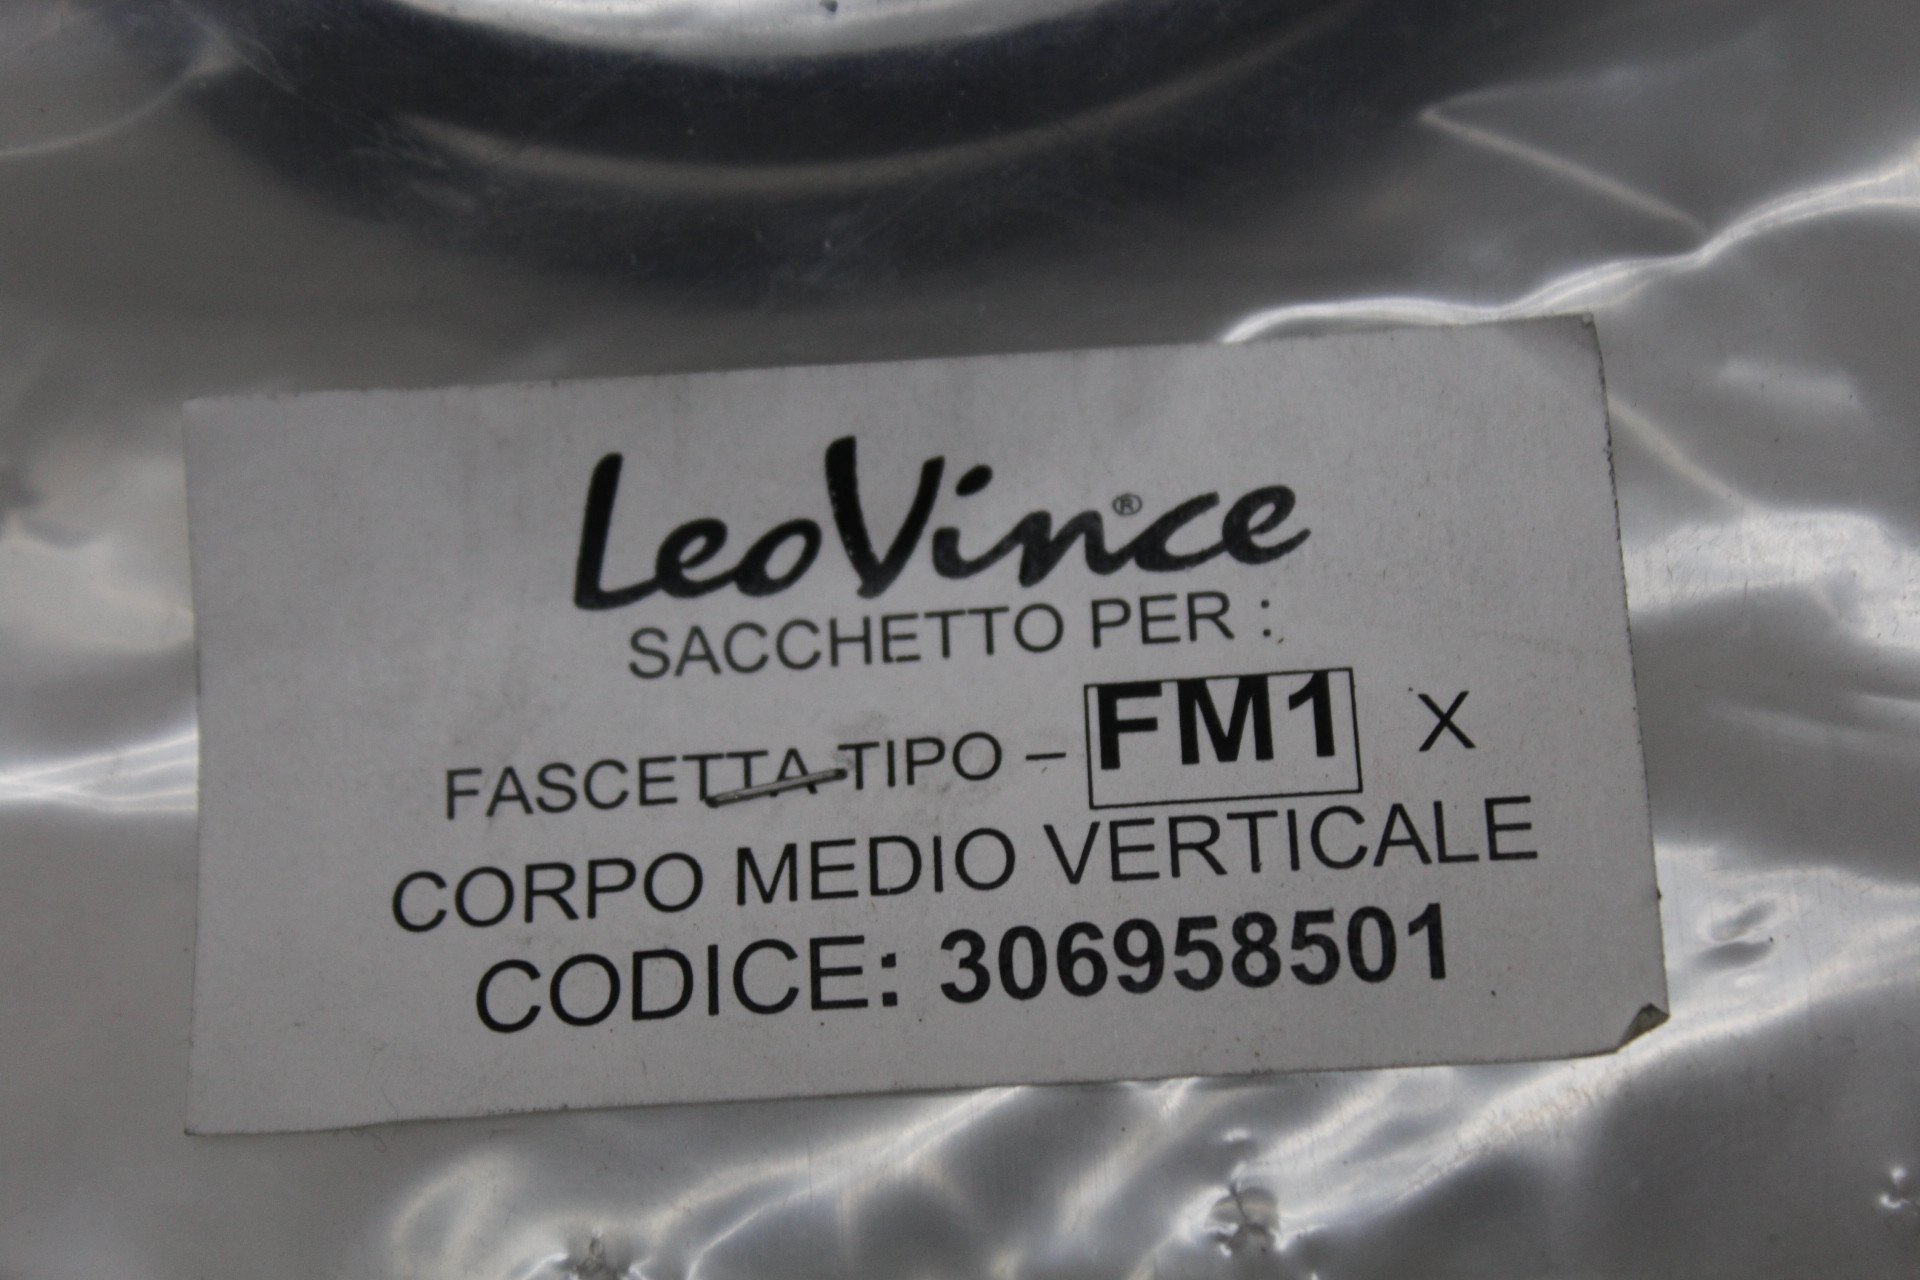 LeoVince®
SACCHETTO PER :
FASCETTA TIPO – FM1 X
CORPO MEDIO VERTICALE
CODICE: 306958501